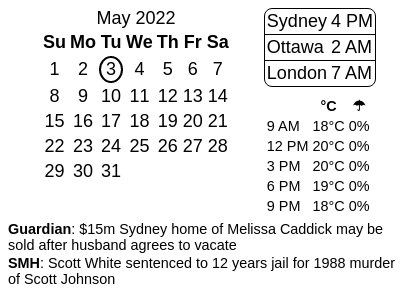 May 2022
Su Mo Tu We Th Fr Sa
1 2 3 4 5 6 7
8 9 10 11 12 13 14
15 16 17 18 19 20 21
22 23 24 25 26 27 28
29 30 31
Sydney 4 PM
Ottawa 2 AM
London 7 AM
°C ☂
9 AM 18°C 0%
12 PM 20°C 0%
3 PM 20°C 0%
6 PM 19°C 0%
9 PM 18°C 0%
Guardian: $15m Sydney home of Melissa Caddick may be
sold after husband agrees to vacate
SMH: Scott White sentenced to 12 years jail for 1988 murder
of Scott Johnson